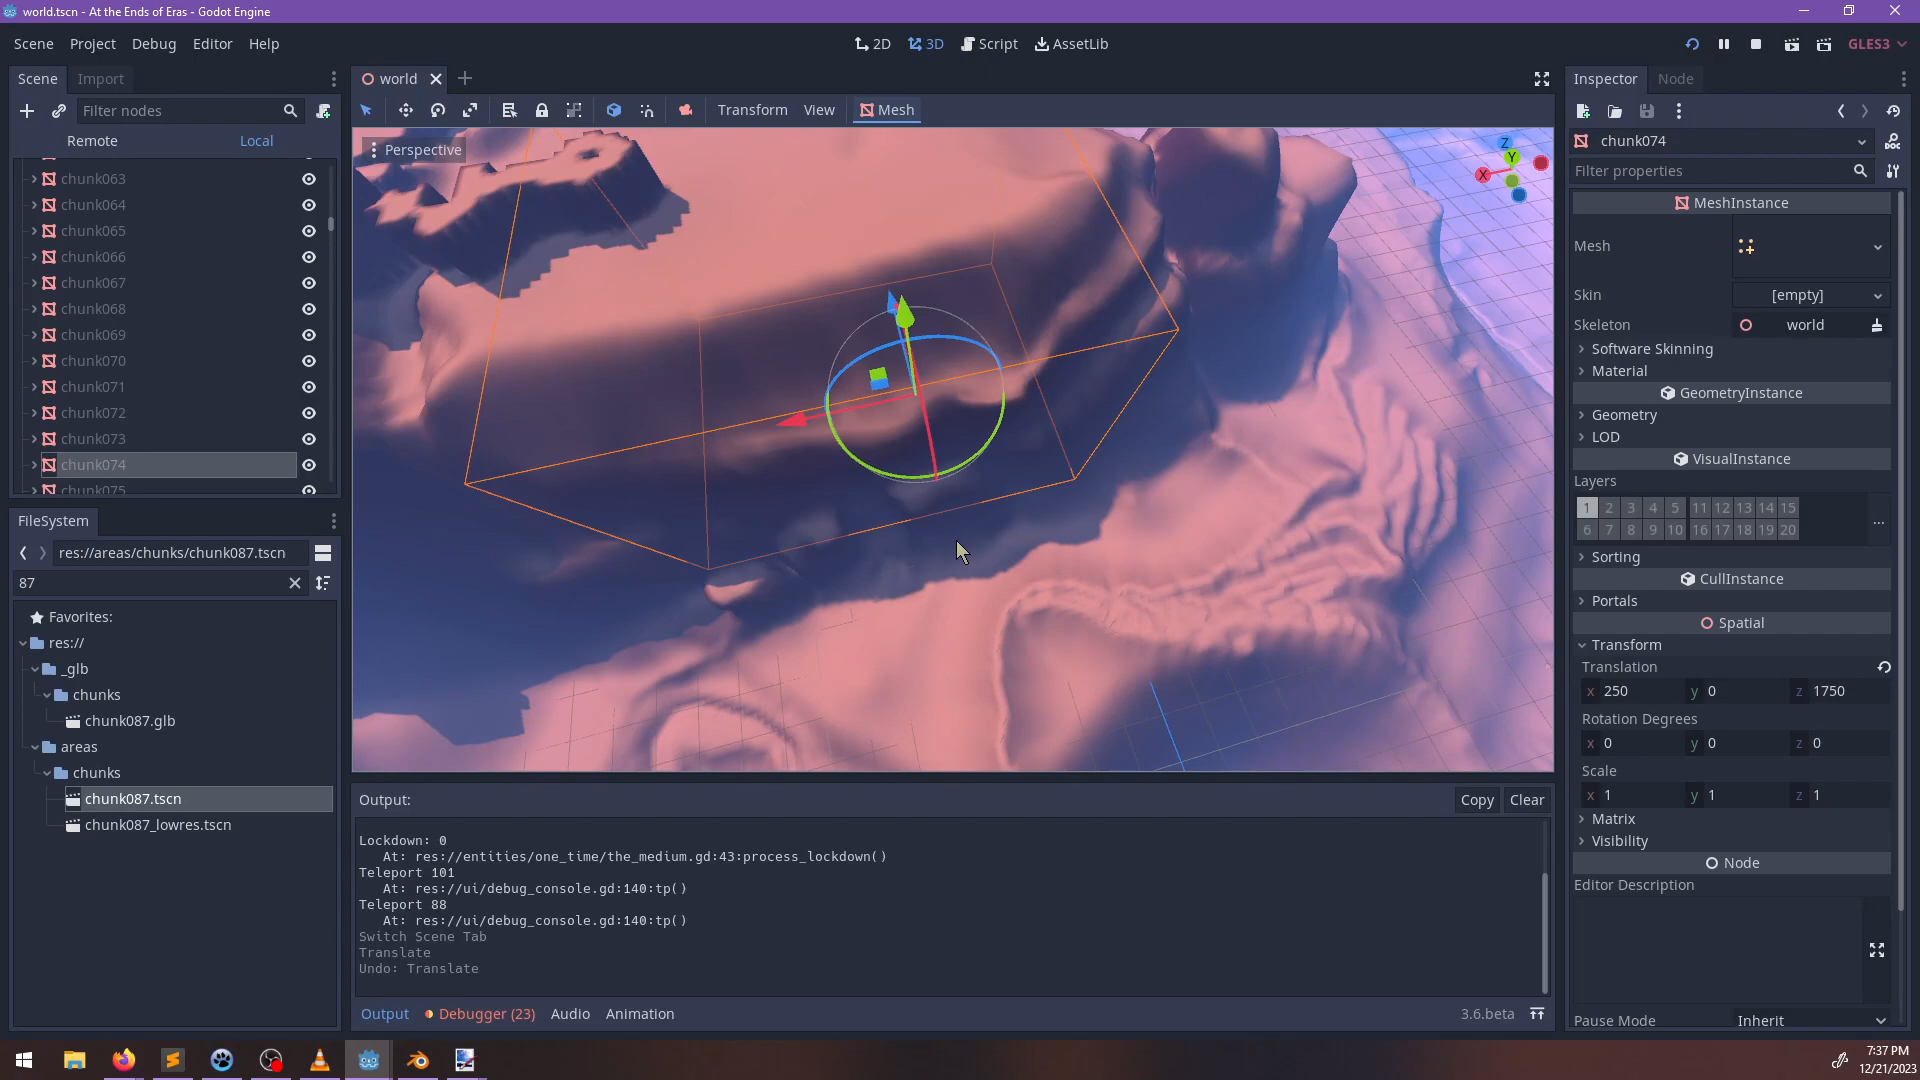 world.tscn - At the Ends of Eras - Godot Engine
Scene Project Debug Editor Help
2D 3D Script AssetLib
GLES3
Scene Import
Filter nodes
Remote Local
chunk063
chunk064
chunk065
chunk066
chunk067
chunk068
chunk069
chunk070
chunk071
chunk072
chunk073
chunk074
chunk075
FileSystem
res://areas/chunks/chunk087.tscn
87
Favorites:
res://
_glb
chunks
chunk087.glb
areas
chunks
chunk087.tscn
chunk087_lowres.tscn
world
Transform View Mesh
Perspective
Z
Y
X
Output:
Copy Clear
Lockdown: 0
At: res://entities/one_time/the_medium.gd:43:process_lockdown()
Teleport 101
At: res://ui/debug_console.gd:140:tp()
Teleport 88
At: res://ui/debug_console.gd:140:tp()
Switch Scene Tab
Translate
Undo: Translate
Output Debugger (23) Audio Animation
3.6.beta
Inspector Node
chunk074
Filter properties
MeshInstance
Mesh
Skin [empty]
Skeleton world
Software Skinning
Material
GeometryInstance
Geometry
LOD
VisualInstance
Layers
1 2 3 4 5 11 12 13 14 15
6 7 8 9 10 16 17 18 19 20
...
Sorting
CullInstance
Portals
Spatial
Transform
Translation
x 250 y 0 z 1750
Rotation Degrees
x 0 y 0 z 0
Scale
x 1 y 1 z 1
Matrix
Visibility
Node
Editor Description
Pause Mode Inherit
7:37 PM
12/21/2023